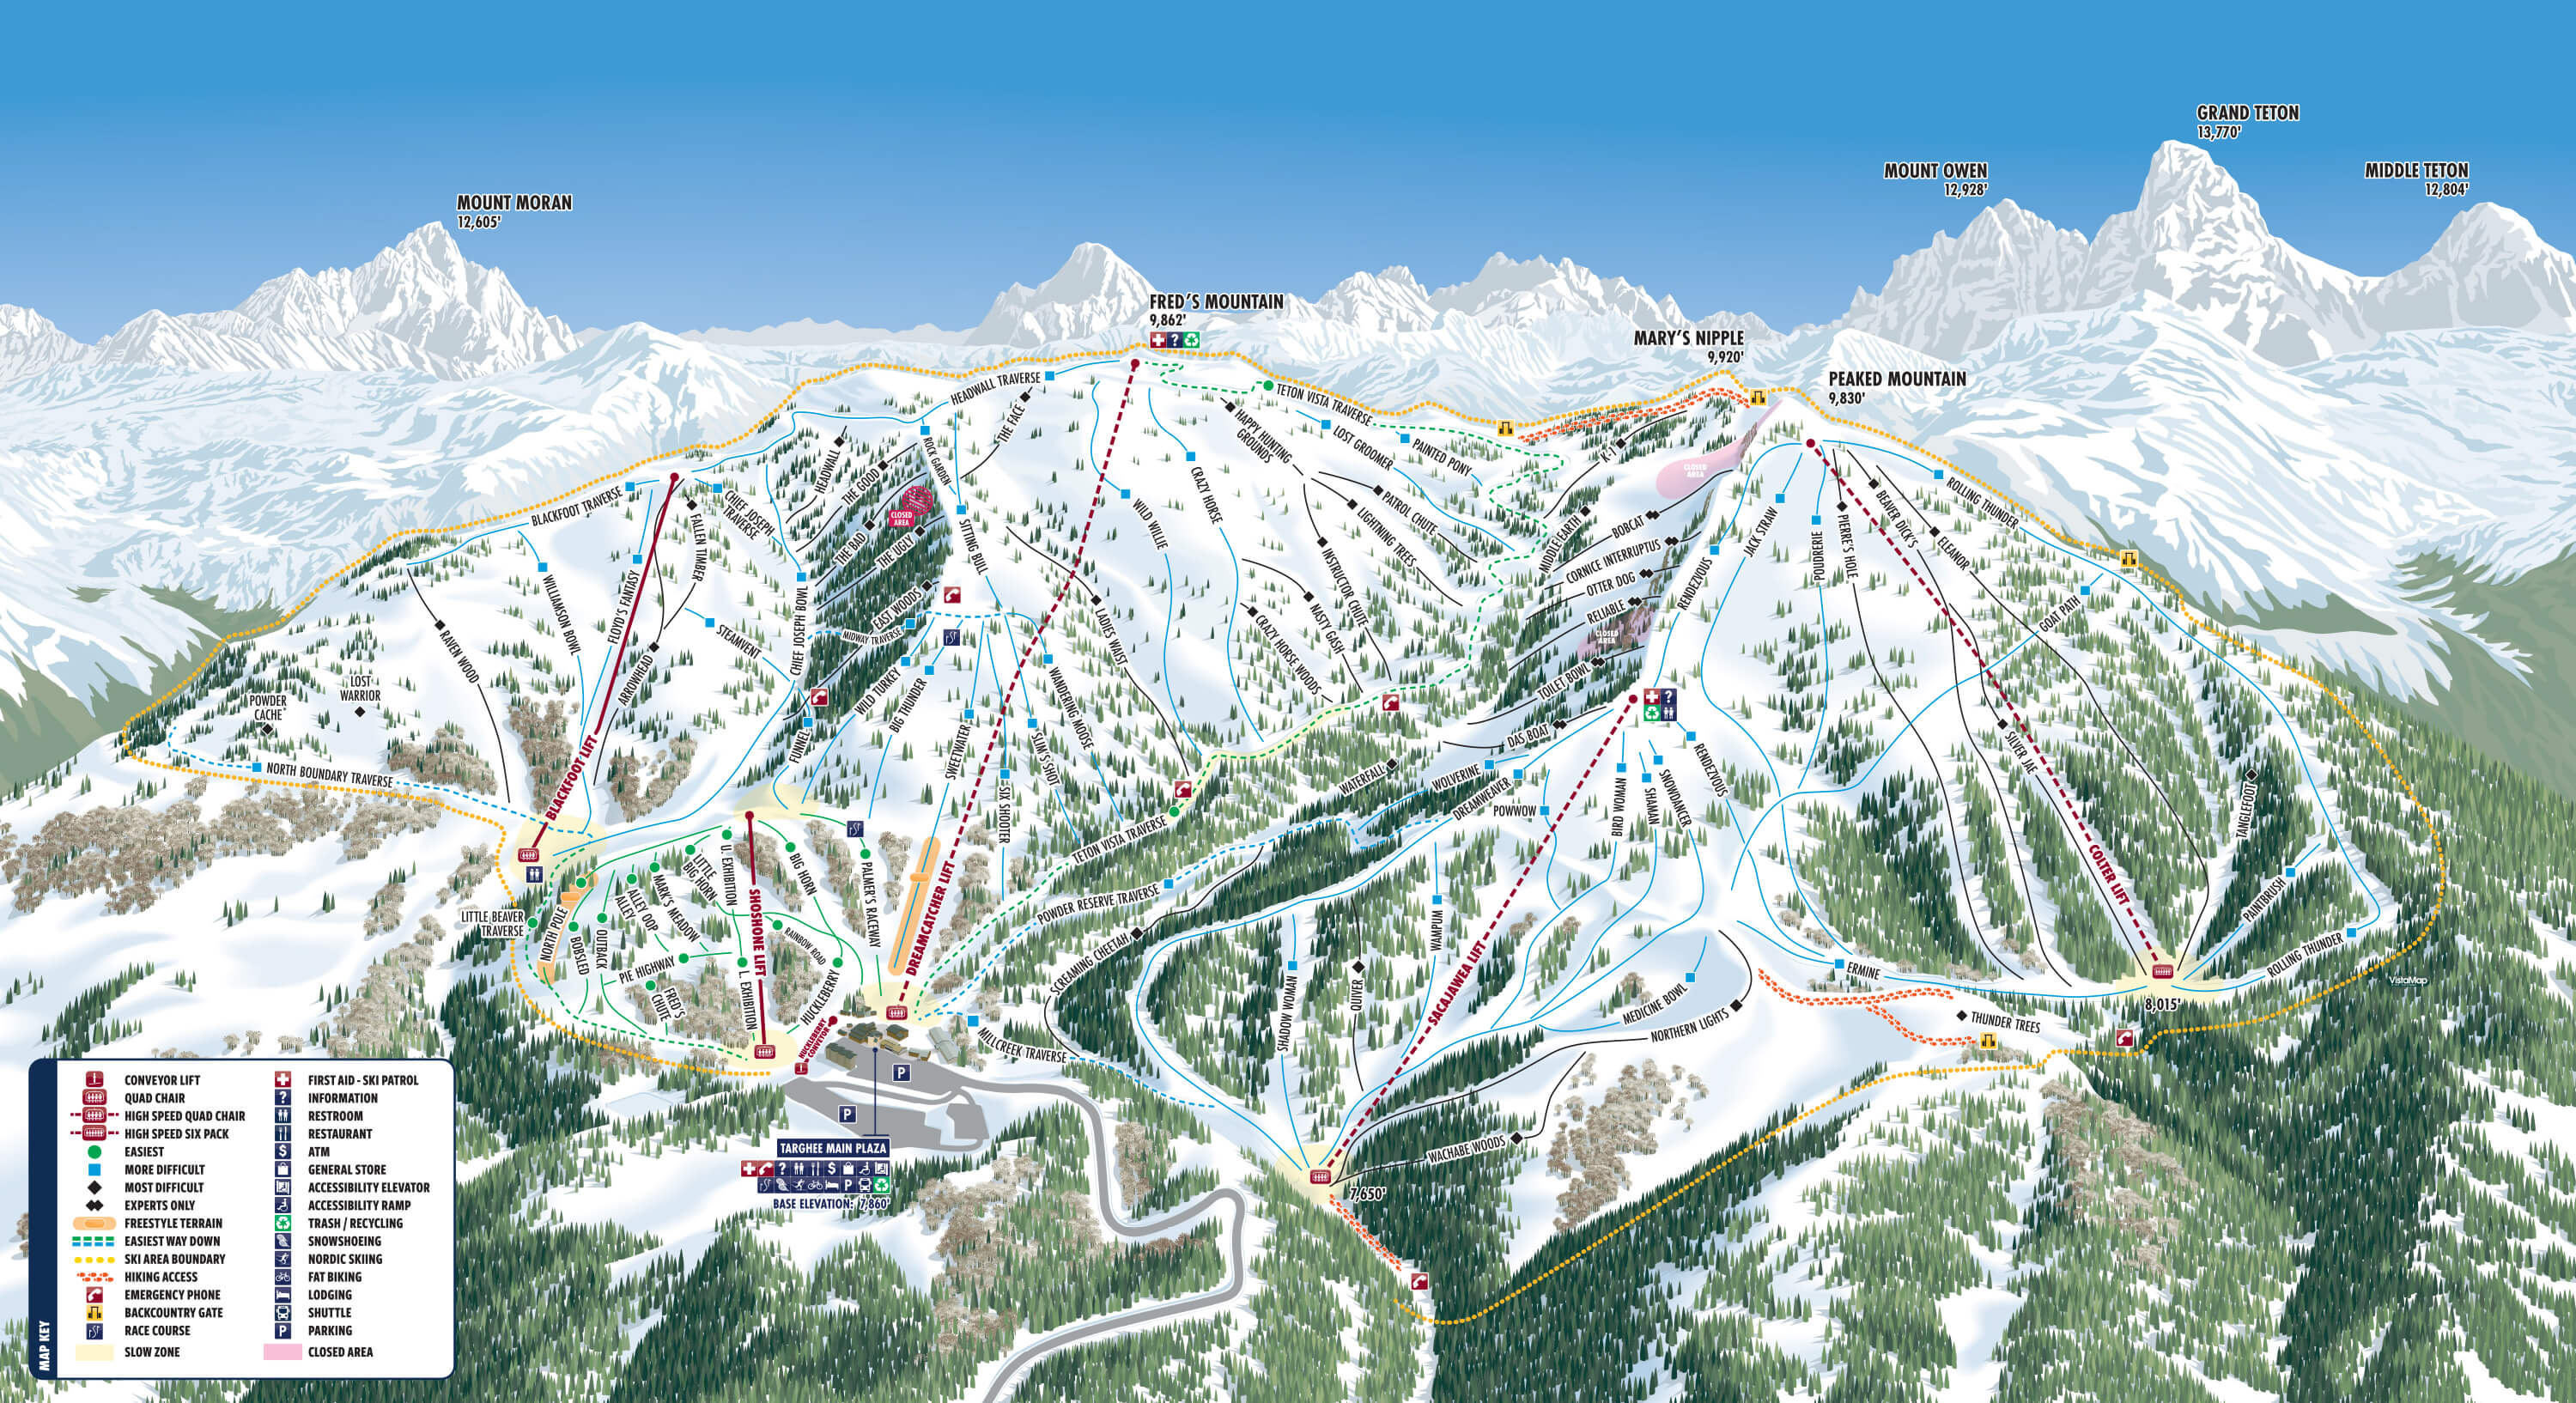 GRAND TETON
13,770'
MOUNT OWEN
12,928'
MIDDLE TETON
12,804'
MOUNT MORAN
12,605'
FRED'S MOUNTAIN
9,862'
MARY'S NIPPLE
9,920'
PEAKED MOUNTAIN
9,830'
HEADWALL TRAVERSE
THE FACE
TETON VISTA TRAVERSE
HAPPY HUNTING
GROUNDS
LOST GROOMER
PAINTED PONY
K-1
CLOSED
AREA
ROLLING THUNDER
BLACKFOOT TRAVERSE
CHIEF JOSEPH
TRAVERSE
HEADWALL
THE GOOD
ROCK GARDEN
CLOSED
AREA
THE BAD
THE UGLY
SITTING BULL
WILD WILLIE
CRAZY HORSE
PATROL CHUTE
LIGHTNING TREES
INSTRUCTOR CHUTE
NASTY GASH
CRAZY HORSE WOODS
MIDDLE EARTH
BOBCAT
CORNICE INTERRUPTUS
OTTER DOG
RELIABLE
CLOSED
AREA
TOILET BOWL
DAS BOAT
RENDEZVOUS
JACK STRAW
POUDRERIE
PIERRE'S HOLE
BEAVER DICK'S
ELEANOR
GOAT PATH
FALLEN TIMBER
WILLIAMSON BOWL
FLOYD'S FANTASY
ARROWHEAD
STEAMVENT
CHIEF JOSEPH BOWL
EAST WOODS
MIDWAY TRAVERSE
WILD TURKEY
BIG THUNDER
LADIES WAIST
WANDERING MOOSE
RAVEN WOOD
LOST
WARRIOR
POWDER
CACHE
NORTH BOUNDARY TRAVERSE
BLACKFOOT LIFT
FUNNEL
SWEETWATER
SLIM'S SHOT
SIX SHOOTER
WATERFALL
WOLVERINE
DREAMWEAVER
POWWOW
BIRD WOMAN
SHAMAN
SNOWDANCER
RENDEZVOUS
SILVER JAE
TANGLEFOOT
COLTER LIFT
PAINTBRUSH
ROLLING THUNDER
VistaMap
TETON VISTA TRAVERSE
POWDER RESERVE TRAVERSE
SCREAMING CHEETAH
WAMPUM
SACAJAWEA LIFT
ERMINE
8,015'
THUNDER TREES
MEDICINE BOWL
NORTHERN LIGHTS
SHADOW WOMAN
QUIVER
WACHABE WOODS
7,650'
MILLCREEK TRAVERSE
DREAMCATCHER LIFT
PALMER'S RACEWAY
BIG HORN
RAINBOW ROAD
U. EXHIBITION
L. EXHIBITION
SHOSHONE LIFT
LITTLE
BIG HORN
MARK'S MEADOW
ALLEY OOP
ALLEY
OUTBACK
BOBSLED
NORTH POLE
LITTLE BEAVER
TRAVERSE
PIE HIGHWAY
FRED'S
CHUTE
HUCKLEBERRY
HUCKLEBERRY
CONVEYOR
P
P
TARGHEE MAIN PLAZA
? $
P
BASE ELEVATION: 7,860'
MAP KEY
CONVEYOR LIFT
QUAD CHAIR
HIGH SPEED QUAD CHAIR
HIGH SPEED SIX PACK
EASIEST
MORE DIFFICULT
MOST DIFFICULT
EXPERTS ONLY
FREESTYLE TERRAIN
EASIEST WAY DOWN
SKI AREA BOUNDARY
HIKING ACCESS
EMERGENCY PHONE
BACKCOUNTRY GATE
RACE COURSE
SLOW ZONE
FIRST AID - SKI PATROL
? INFORMATION
RESTROOM
RESTAURANT
$ ATM
GENERAL STORE
ACCESSIBILITY ELEVATOR
ACCESSIBILITY RAMP
TRASH / RECYCLING
SNOWSHOEING
NORDIC SKIING
FAT BIKING
LODGING
SHUTTLE
P PARKING
CLOSED AREA